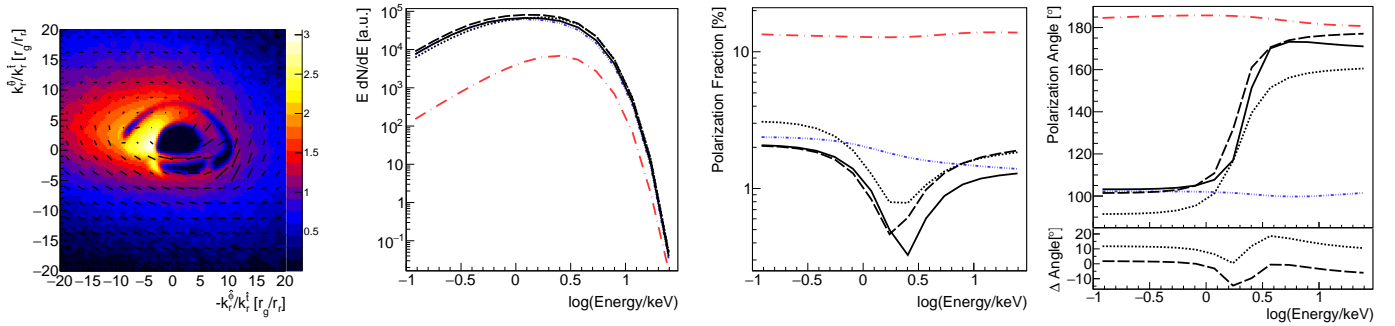 20
15
10
5
0
−5
−10
−15
−20
−20 −15 −10 −5 0 5 10 15 20
3
2.5
2
1.5
1
0.5
-k_r^φ̂/k_r^t̂ [r_g/r_r]
k_r^θ̂/k_r^t̂ [r_g/r_r]
E dN/dE [a.u.]
10^5
10^4
10^3
10^2
10
1
10^−1
−1 −0.5 0 0.5 1
log(Energy/keV)
Polarization Fraction [%]
10
1
−1 −0.5 0 0.5 1
log(Energy/keV)
Polarization Angle [°]
180
160
140
120
100
Δ Angle[°]
10
0
−10
−1 −0.5 0 0.5 1
log(Energy/keV)